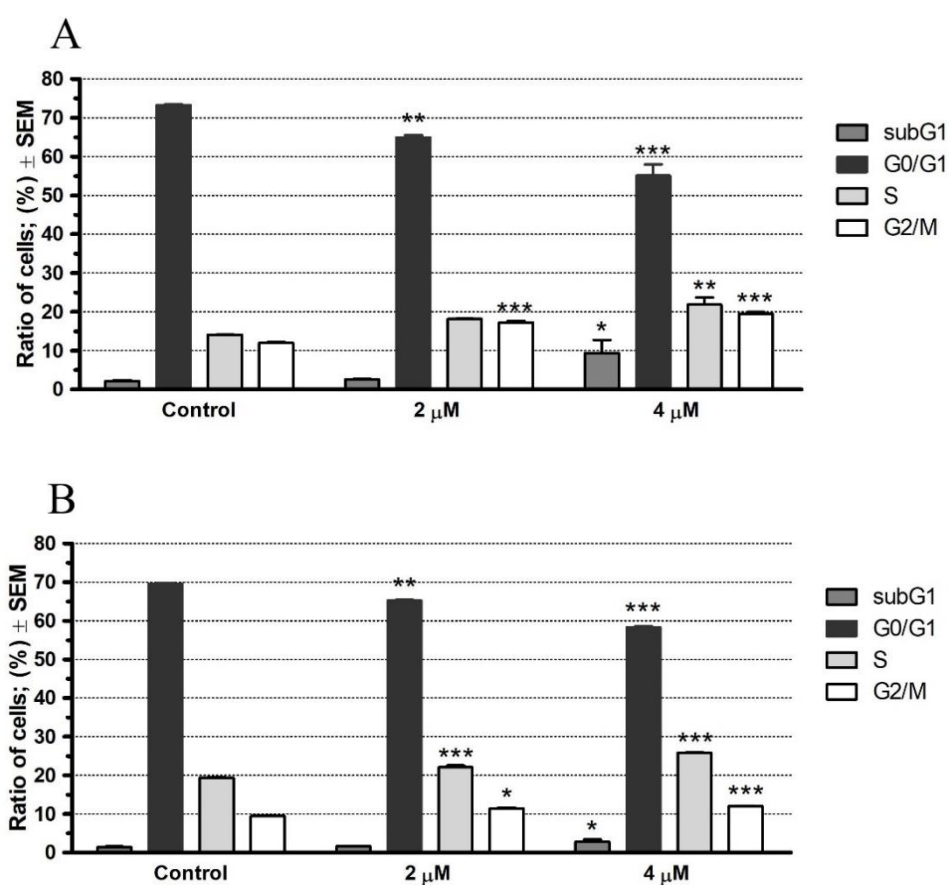 A
Ratio of cells; (%) ± SEM
80
70
60
50
40
30
20
10
0
**
***
***
*
**
***
Control
2 μM
4 μM
subG1
G0/G1
S
G2/M
B
Ratio of cells; (%) ± SEM
80
70
60
50
40
30
20
10
0
**
***
*
***
*
***
***
Control
2 μM
4 μM
subG1
G0/G1
S
G2/M